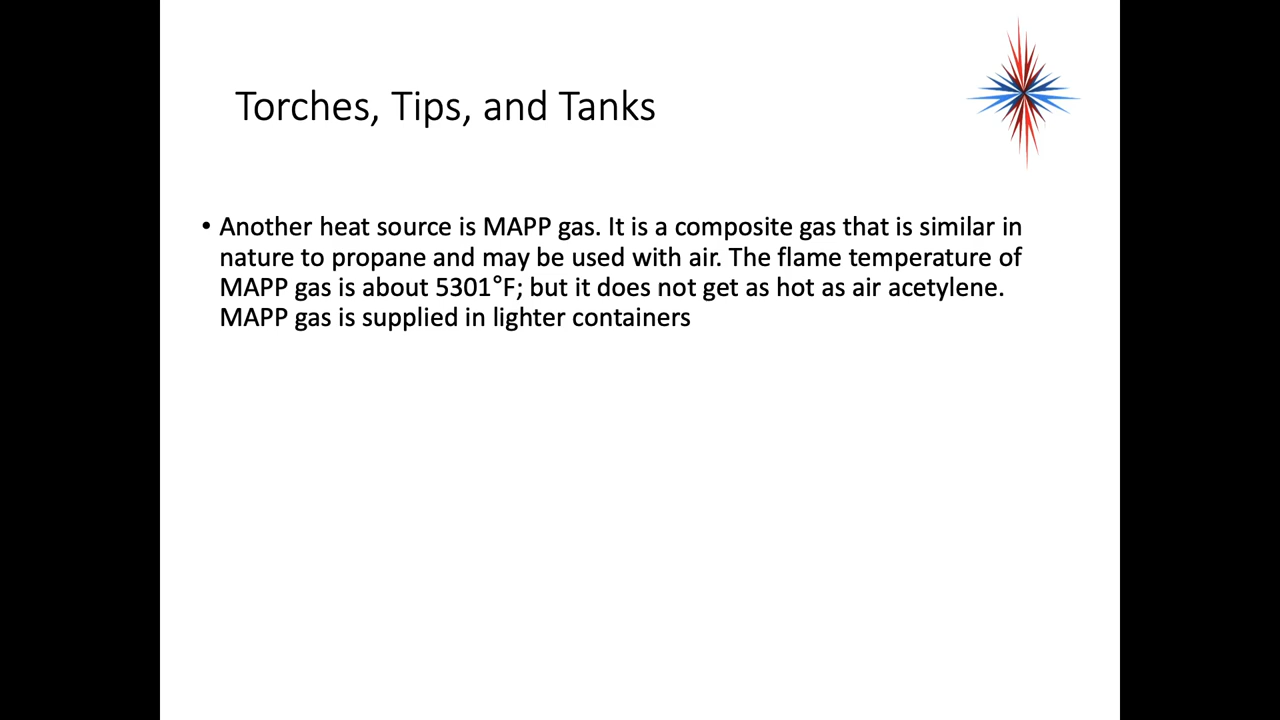 Torches, Tips, and Tanks
• Another heat source is MAPP gas. It is a composite gas that is similar in
nature to propane and may be used with air. The flame temperature of
MAPP gas is about 5301°F; but it does not get as hot as air acetylene.
MAPP gas is supplied in lighter containers